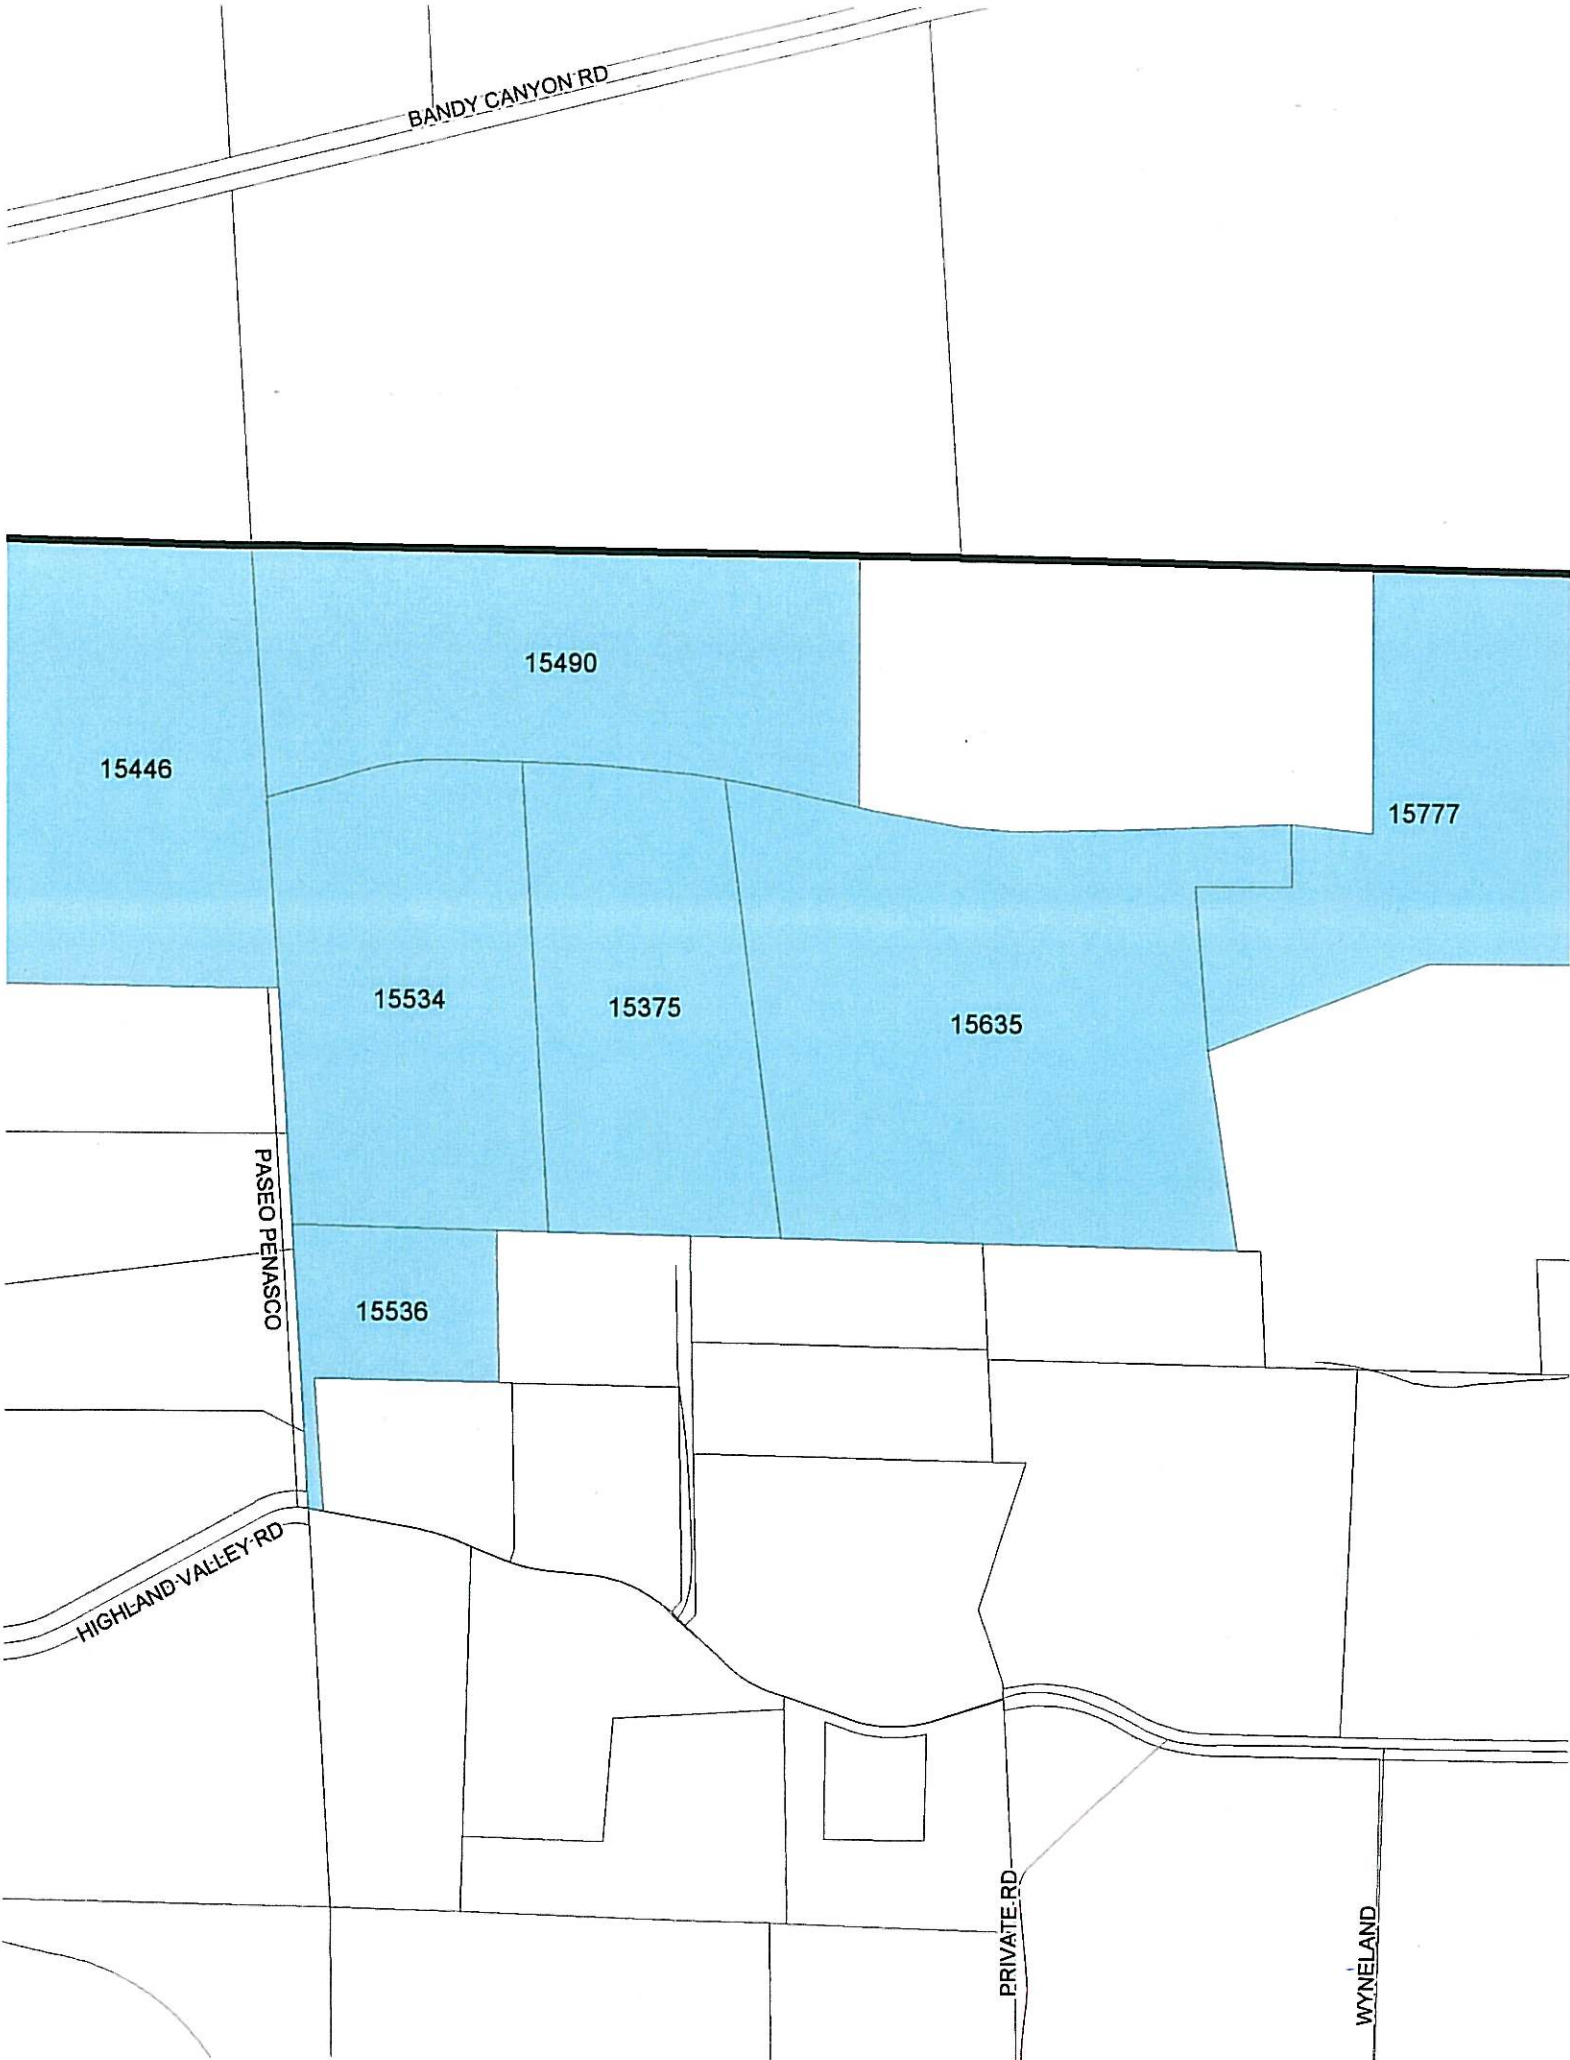 BANDY CANYON RD
15490
15446
15777
15534
15375
15635
PASEO PENASCO
15536
HIGHLAND VALLEY RD
PRIVATE RD
WYNELAND